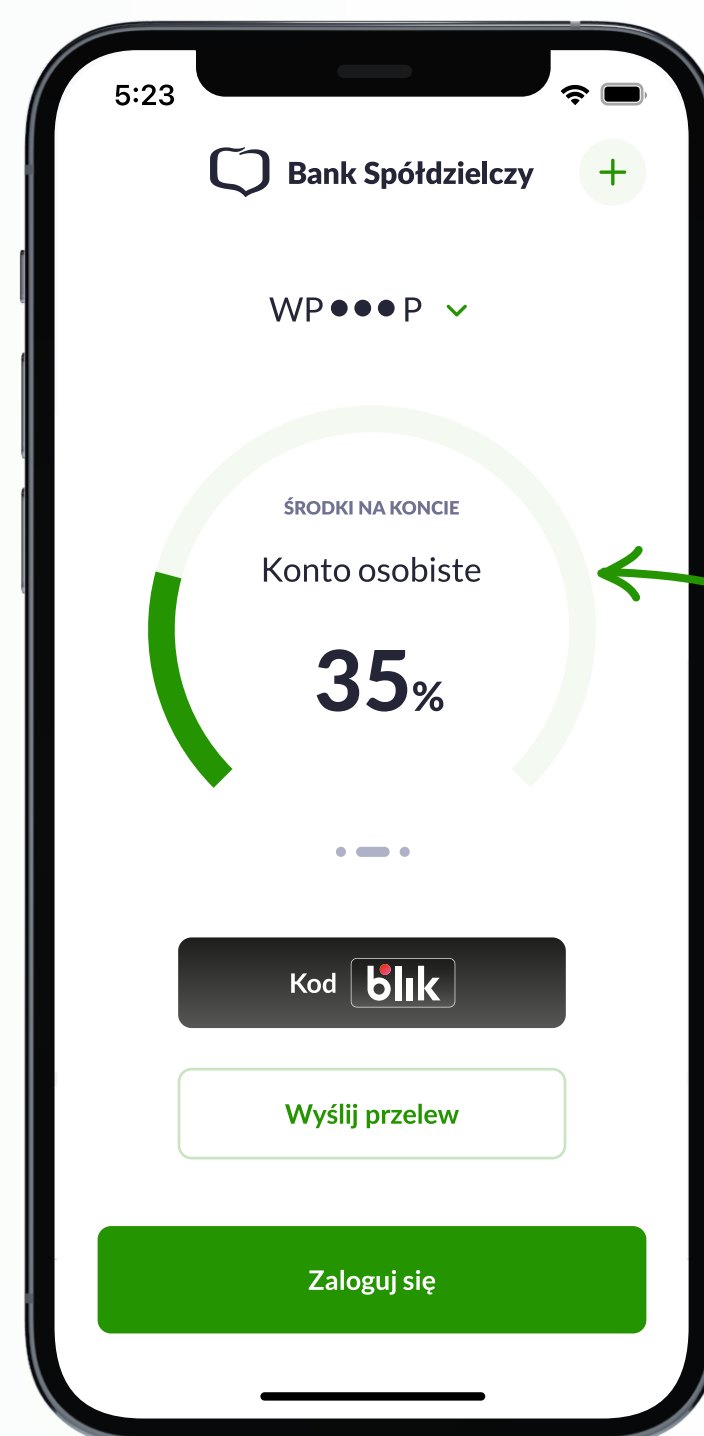 5:23
Bank Spółdzielczy
WP●●●P
ŚRODKI NA KONCIE
Konto osobiste
35%
Kod blik
Wyślij przelew
Zaloguj się